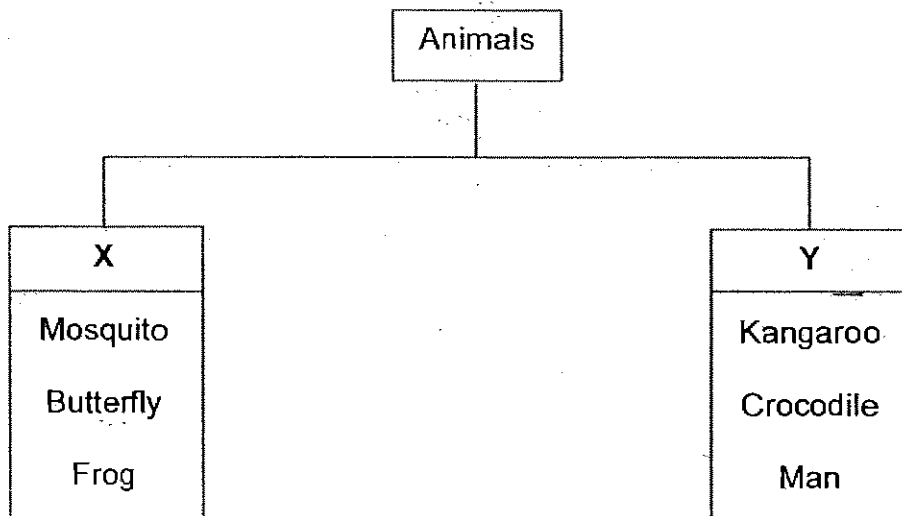 Animals
X
Mosquito
Butterfly
Frog
Y
Kangaroo
Crocodile
Man